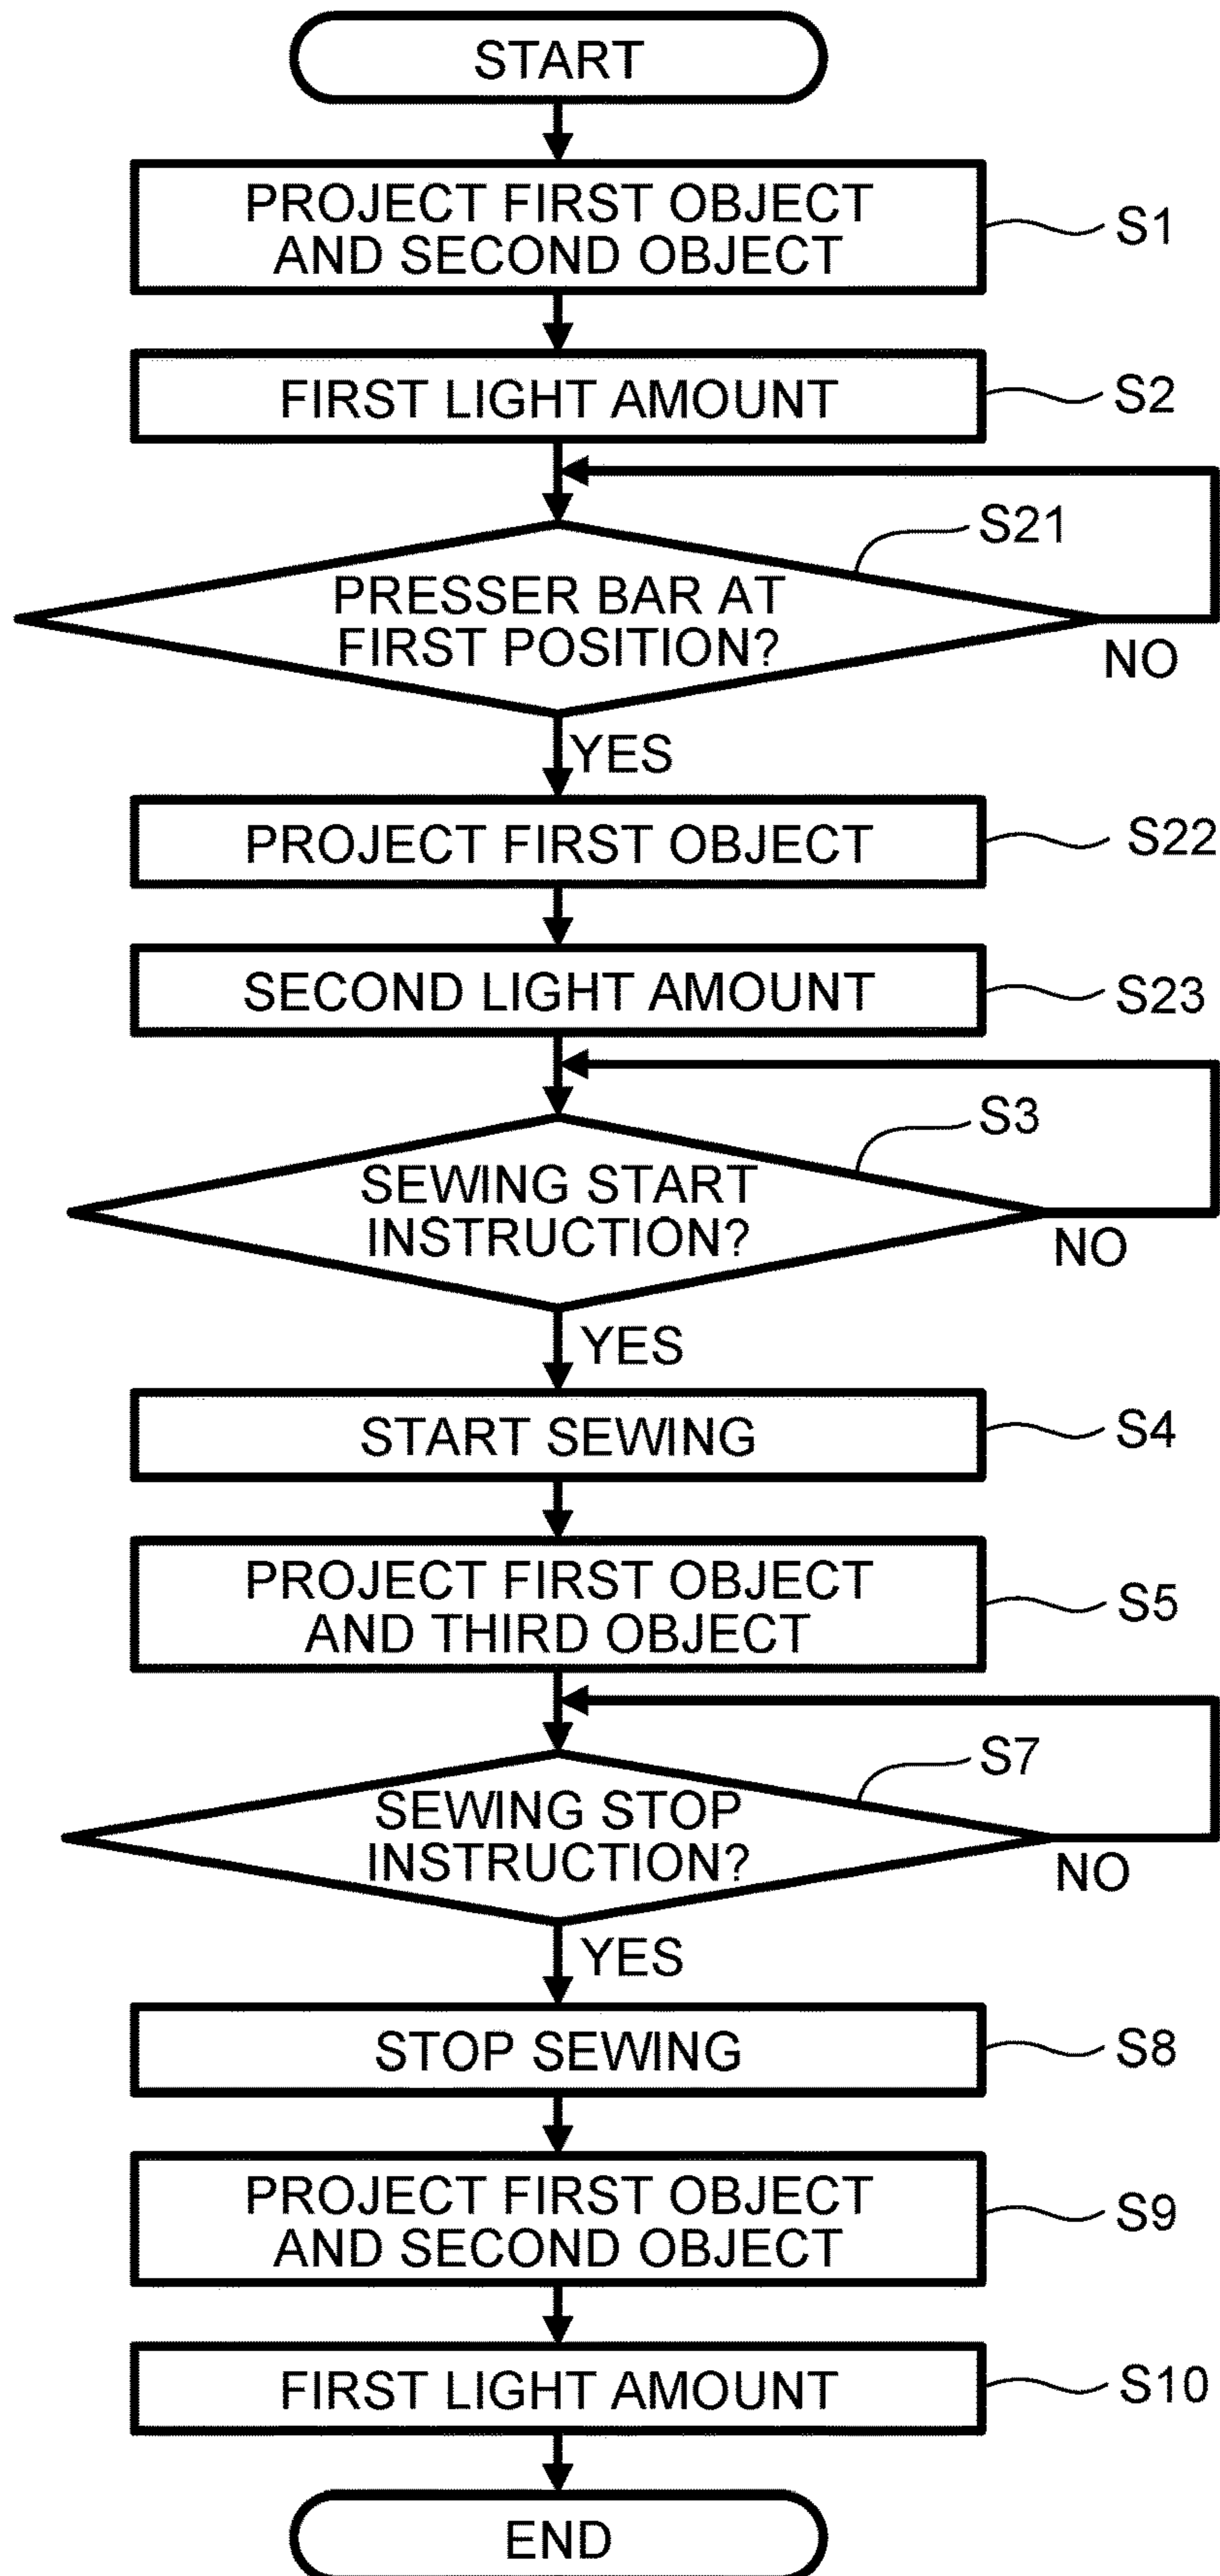 START
PROJECT FIRST OBJECT
AND SECOND OBJECT
S1
FIRST LIGHT AMOUNT
S2
S21
PRESSER BAR AT
FIRST POSITION?
NO
YES
PROJECT FIRST OBJECT
S22
SECOND LIGHT AMOUNT
S23
S3
SEWING START
INSTRUCTION?
NO
YES
START SEWING
S4
PROJECT FIRST OBJECT
AND THIRD OBJECT
S5
S7
SEWING STOP
INSTRUCTION?
NO
YES
STOP SEWING
S8
PROJECT FIRST OBJECT
AND SECOND OBJECT
S9
FIRST LIGHT AMOUNT
S10
END